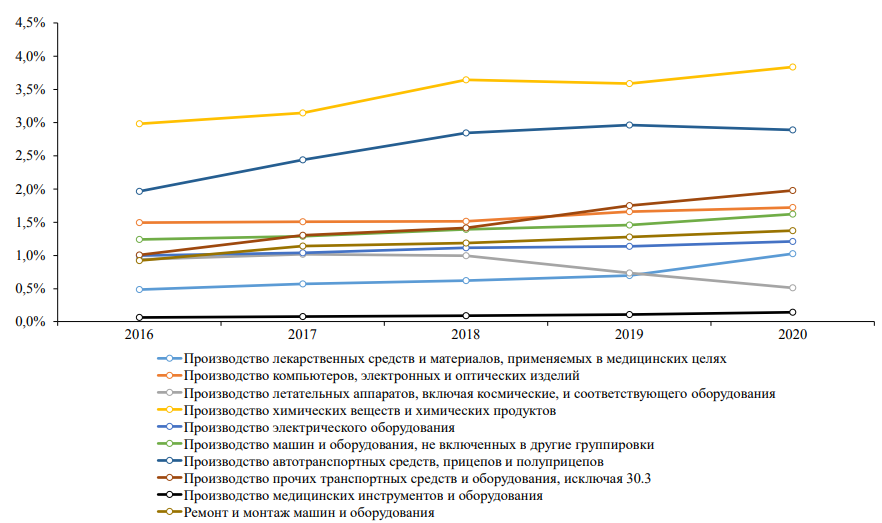 4,5%
4,0%
3,5%
3,0%
2,5%
2,0%
1,5%
1,0%
0,5%
0,0%
2016 2017 2018 2019 2020
Производство лекарственных средств и материалов, применяемых в медицинских целях
Производство компьютеров, электронных и оптических изделий
Производство летательных аппаратов, включая космические, и соответствующего оборудования
Производство химических веществ и химических продуктов
Производство электрического оборудования
Производство машин и оборудования, не включенных в другие группировки
Производство автотранспортных средств, прицепов и полуприцепов
Производство прочих транспортных средств и оборудования, исключая 30.3
Производство медицинских инструментов и оборудования
Ремонт и монтаж машин и оборудования